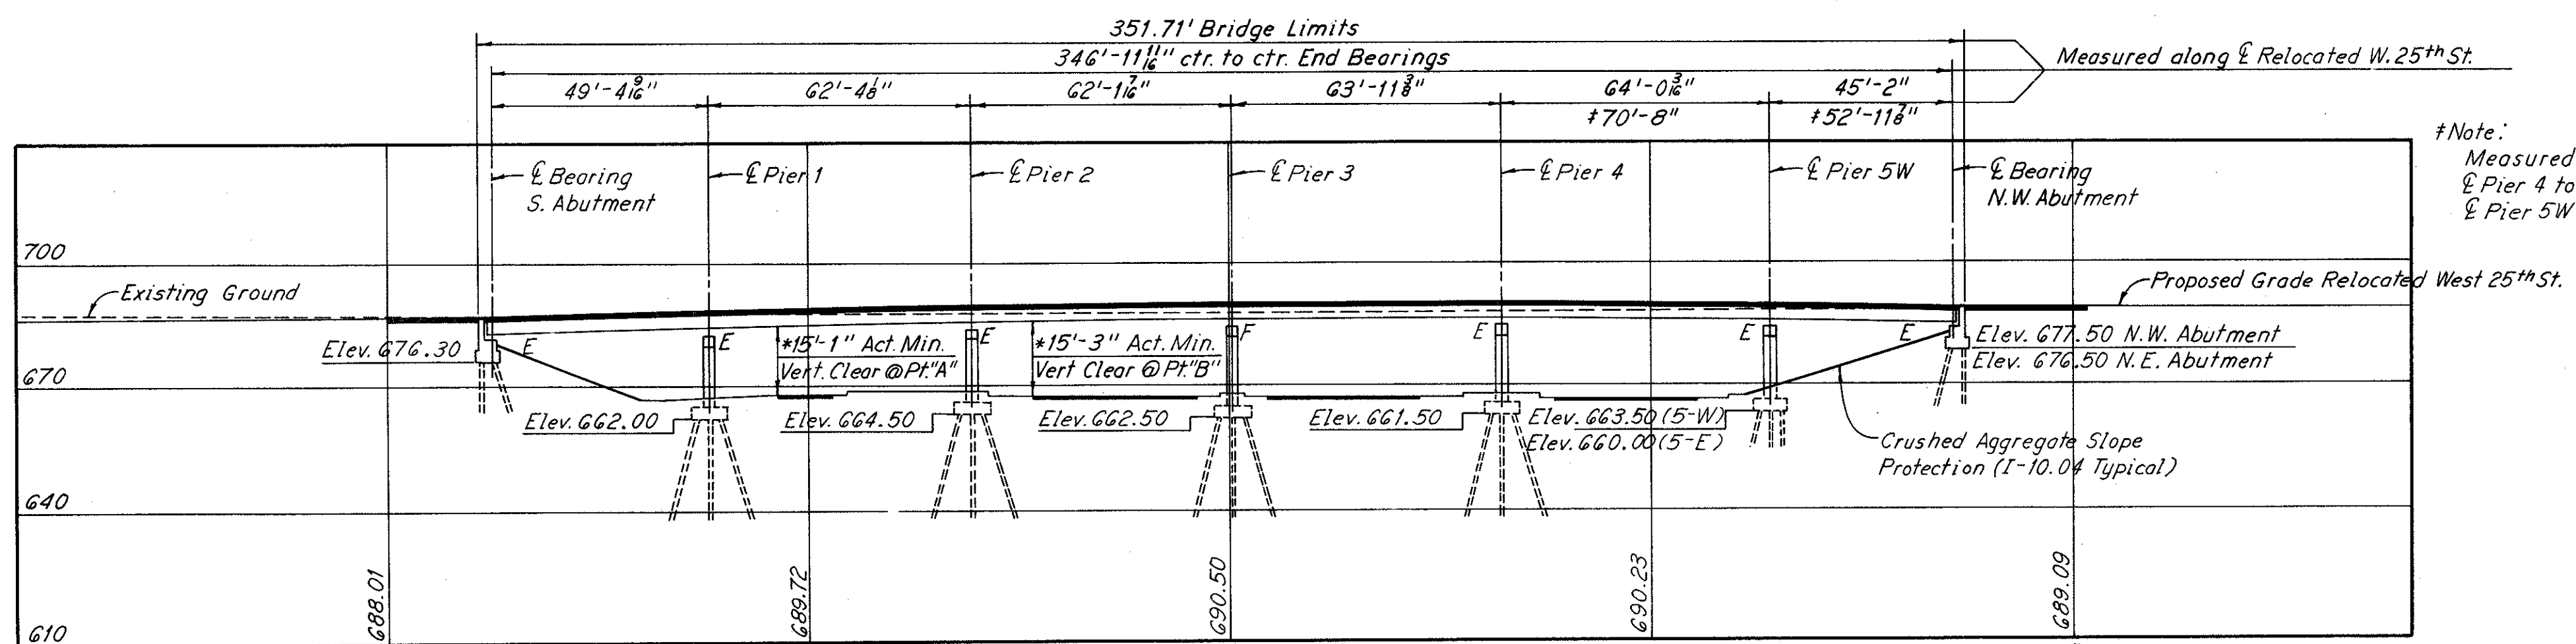 351.71' Bridge Limits
346'-11 11/16" ctr. to ctr. End Bearings
Measured along ℄ Relocated W. 25th St.
49'-4 9/16"
62'-4 1/8"
62'-1 7/16"
63'-11 3/8"
64'-0 3/16"
45'-2"
‡70'-8"
‡52'-11 7/8"
‡Note:
Measured
℄ Pier 4 to
℄ Pier 5W
℄ Bearing
S. Abutment
℄ Pier 1
℄ Pier 2
℄ Pier 3
℄ Pier 4
℄ Pier 5W
℄ Bearing
N.W. Abutment
700
Existing Ground
Proposed Grade Relocated West 25th St.
Elev. 676.30
E
E
*15'-1" Act. Min.
Vert. Clear @ Pt. "A"
E
*15'-3" Act. Min.
Vert Clear @ Pt. "B"
F
E
E
E
Elev. 677.50 N.W. Abutment
Elev. 676.50 N.E. Abutment
670
Elev. 662.00
Elev. 664.50
Elev. 662.50
Elev. 661.50
Elev. 663.50 (5-W)
Elev. 660.00 (5-E)
Crushed Aggregate Slope
Protection (I-10.04 Typical)
640
688.01
689.72
690.50
690.23
689.09
610